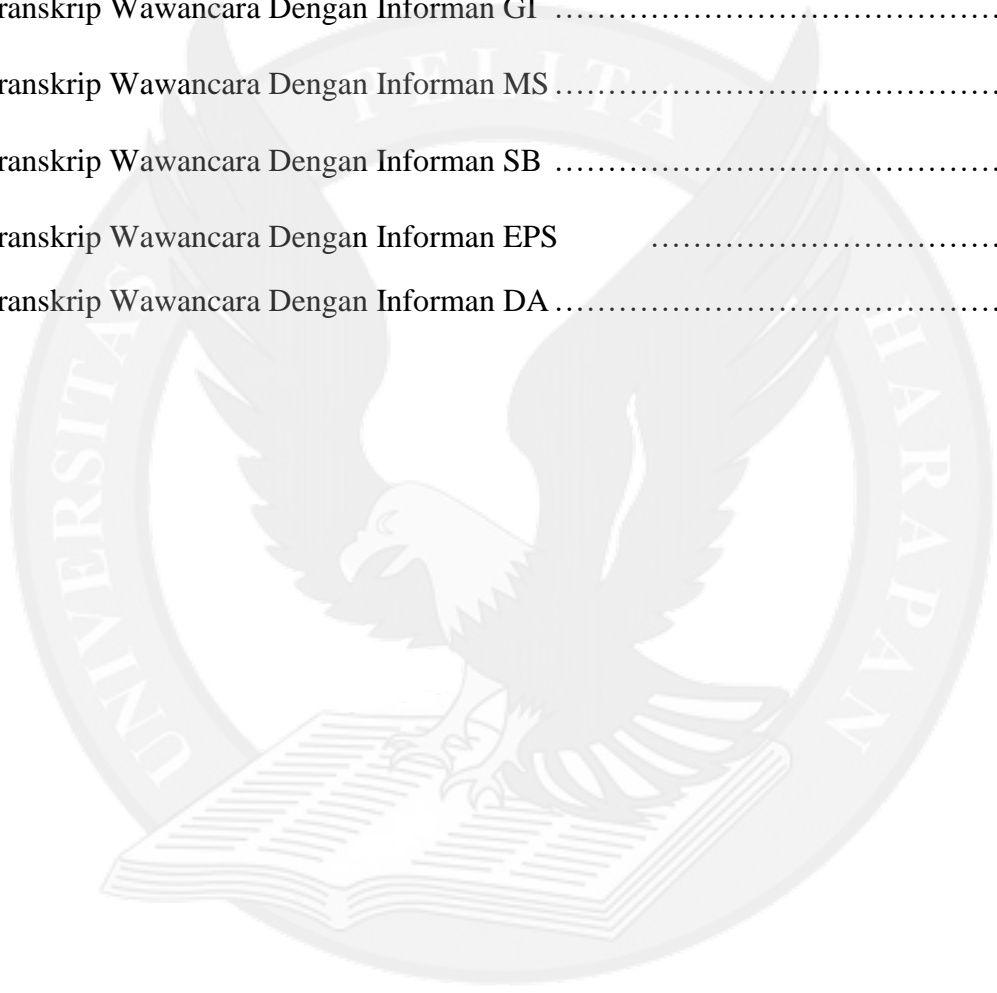 ranskrip Wawancara Dengan Informan GI ……………………………………
ranskrip Wawancara Dengan Informan MS……………………………………
ranskrip Wawancara Dengan Informan SB ……………………………………
ranskrip Wawancara Dengan Informan EPS ……………………………
ranskrip Wawancara Dengan Informan DA……………………………………
UNIVERSITAS PELITA HARAPAN